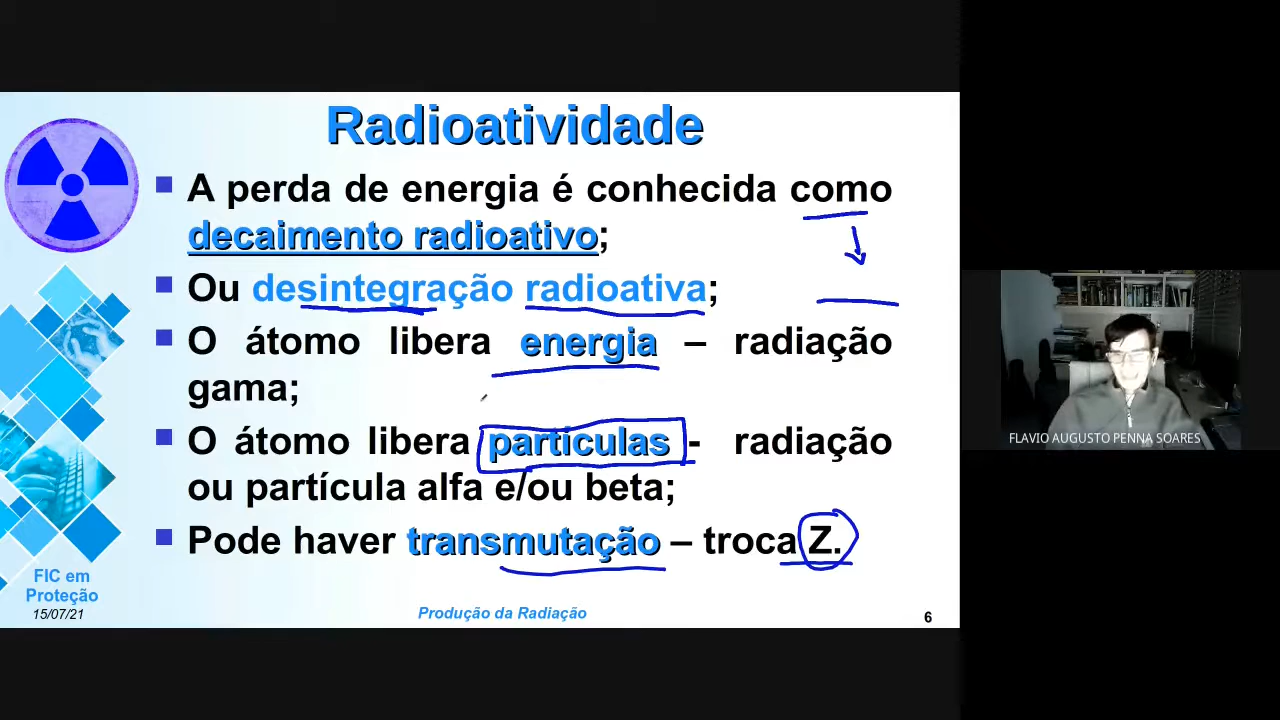 Radioatividade
A perda de energia é conhecida como
decaimento radioativo;
Ou desintegração radioativa;
O átomo libera energia – radiação
gama;
O átomo libera partículas - radiação
ou partícula alfa e/ou beta;
Pode haver transmutação – troca Z.
FIC em
Proteção
15/07/21
Produção da Radiação
6
FLAVIO AUGUSTO PENNA SOARES